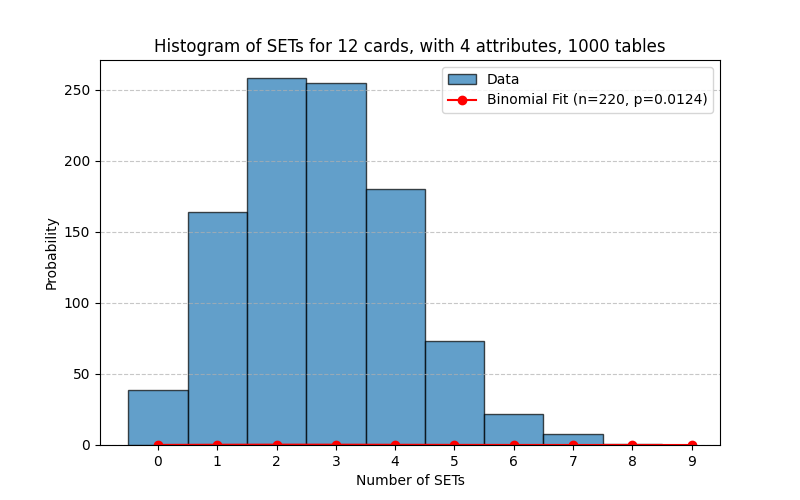 Histogram of SETs for 12 cards, with 4 attributes, 1000 tables
Data
Binomial Fit (n=220, p=0.0124)
Probability
250
200
150
100
50
0
0 1 2 3 4 5 6 7 8 9
Number of SETs